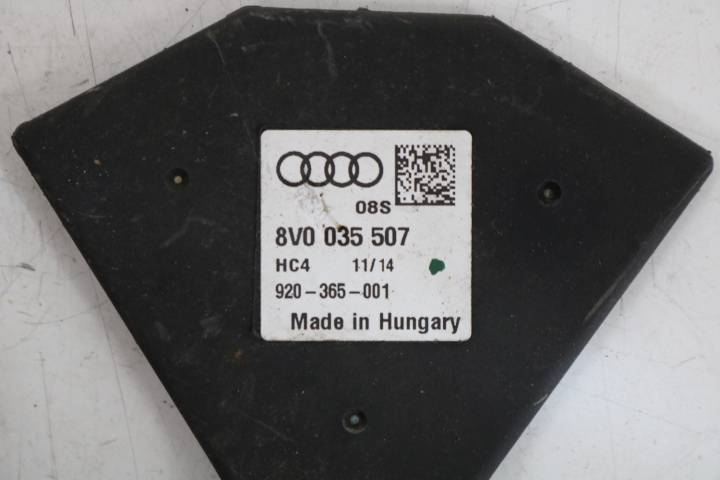 08S
8V0 035 507
HC4 11/14
920-365-001
Made in Hungary